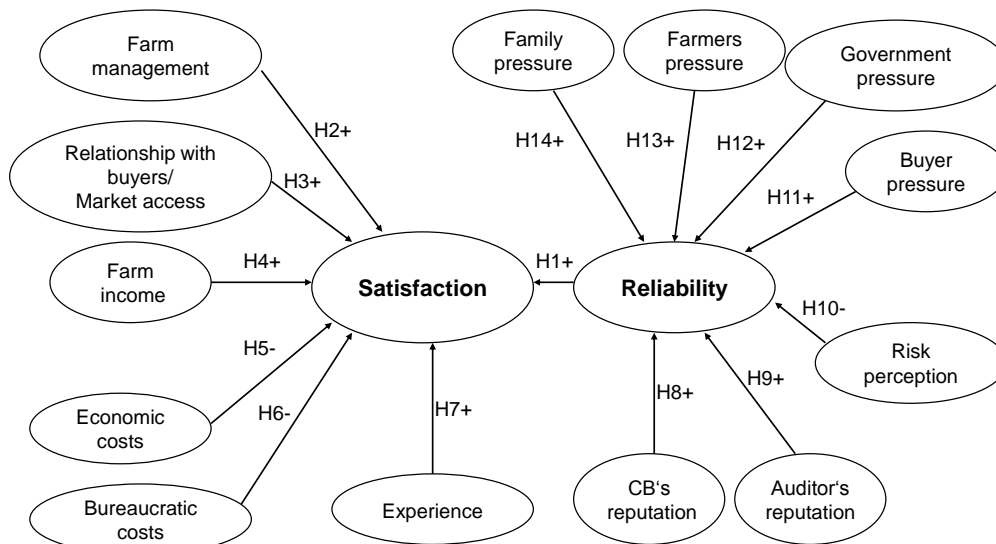 Farm
management
Family
pressure
Farmers
pressure
Government
pressure
H2+
H14+
H13+
H12+
Relationship with
buyers/
Market access
H3+
Buyer
pressure
H11+
Farm
income
H4+
Satisfaction
H1+
Reliability
H10-
Risk
perception
H5-
H6-
H7+
H8+
H9+
Economic
costs
Bureaucratic
costs
Experience
CB‘s
reputation
Auditor‘s
reputation